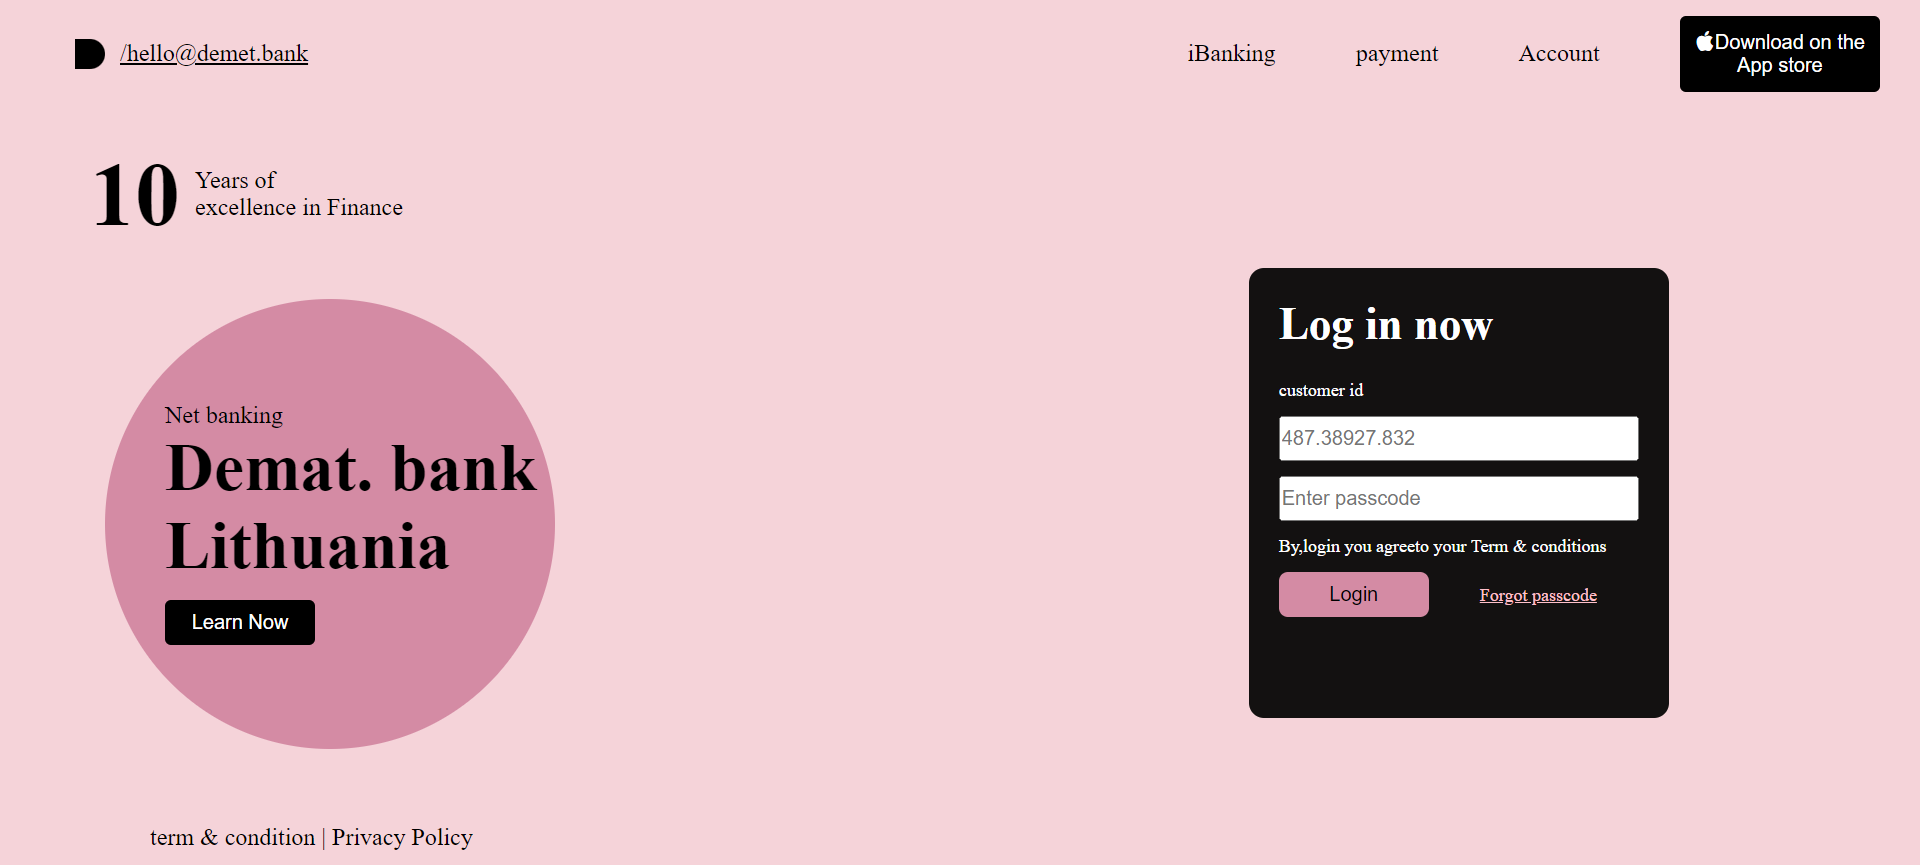 /hello@demet.bank
iBanking
payment
Account
Download on the
App store
10
Years of
excellence in Finance
Net banking
Demat. bank
Lithuania
Learn Now
Log in now
customer id
487.38927.832
Enter passcode
By,login you agreeto your Term & conditions
Login
Forgot passcode
term & condition | Privacy Policy